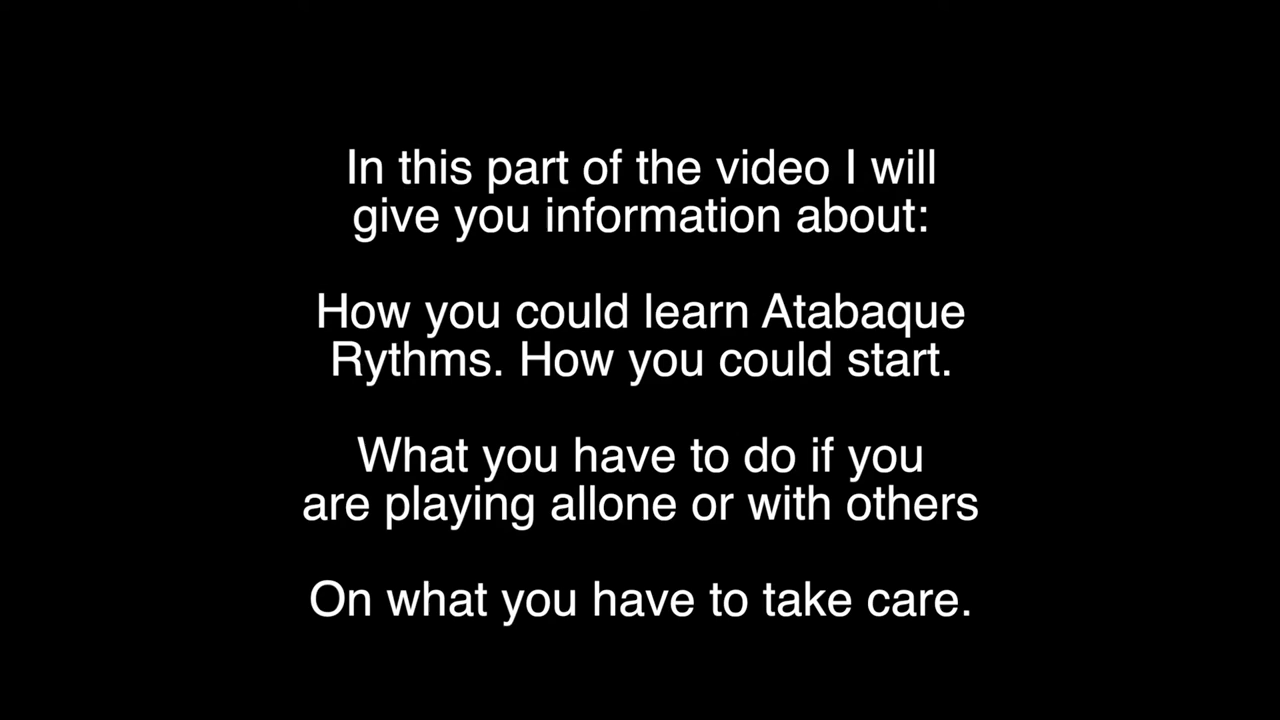 In this part of the video I will
give you information about:
How you could learn Atabaque
Rythms. How you could start.
What you have to do if you
are playing allone or with others
On what you have to take care.